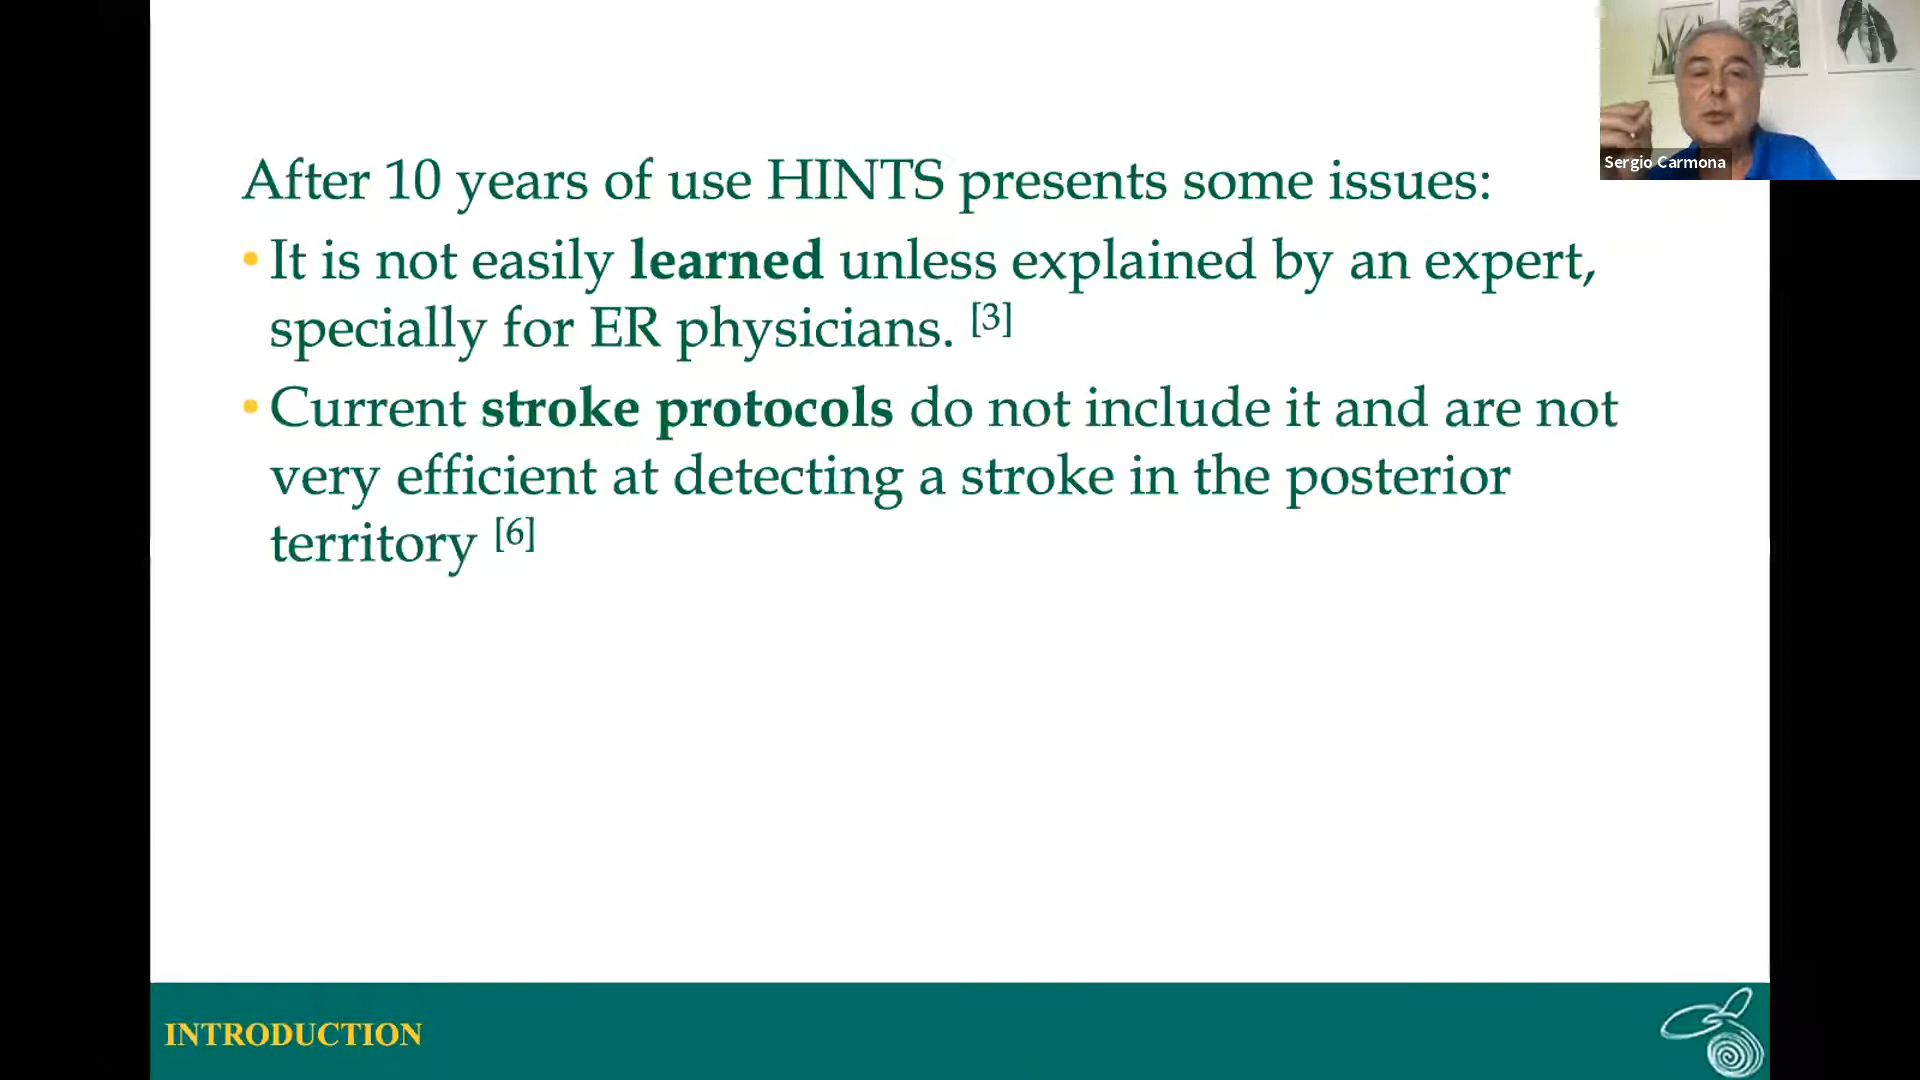 After 10 years of use HINTS presents some issues:
• It is not easily learned unless explained by an expert,
specially for ER physicians. [3]
• Current stroke protocols do not include it and are not
very efficient at detecting a stroke in the posterior
territory [6]
Sergio Carmona
INTRODUCTION